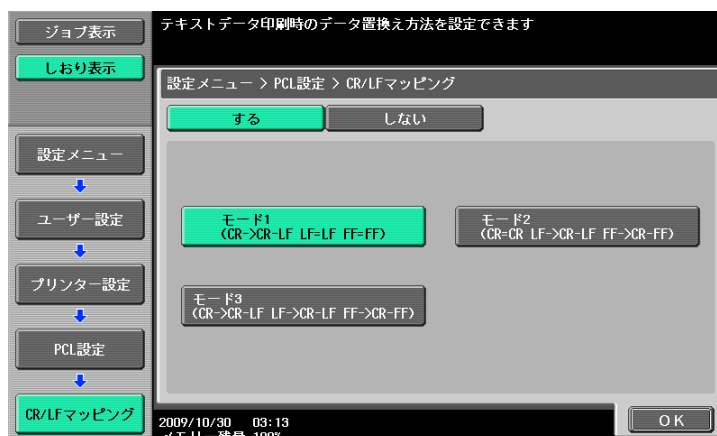 ジョブ表示
しおり表示
テキストデータ印刷時のデータ置換え方法を設定できます
設定メニュー > PCL設定 > CR/LFマッピング
する
しない
設定メニュー
ユーザー設定
プリンター設定
PCL設定
CR/LFマッピング
モード1
(CR->CR-LF LF=LF FF=FF)
モード2
(CR=CR LF->CR-LF FF->CR-FF)
モード3
(CR->CR-LF LF->CR-LF FF->CR-FF)
2009/10/30 03:13
メモリー残量 100%
OK